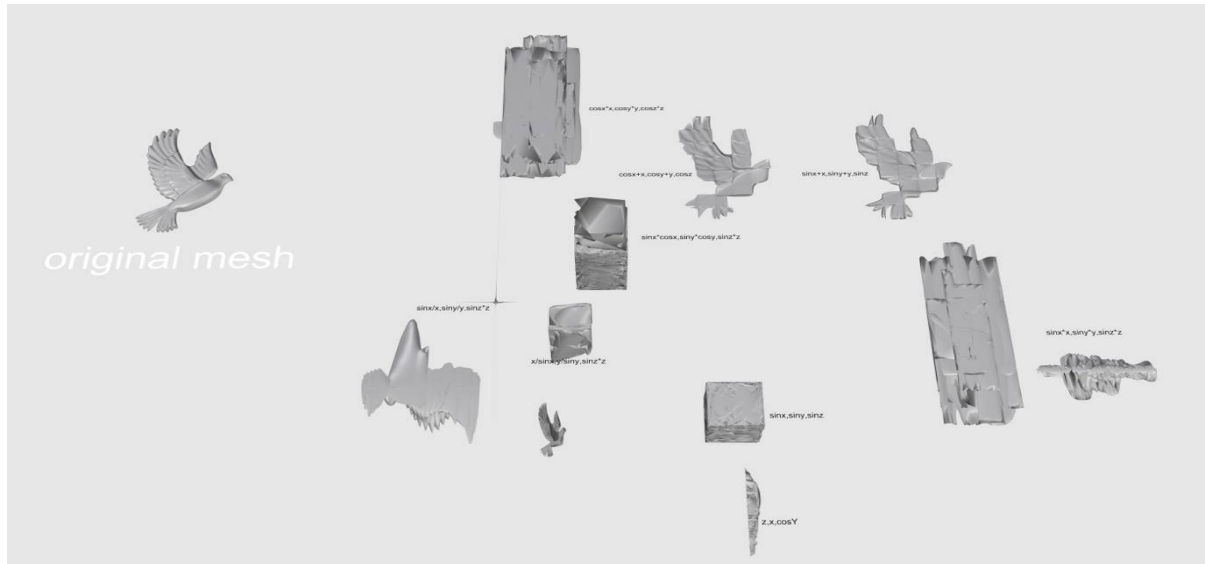 cosx*x,cosy*y,cosz*z
cosx+x,cosy+y,cosz
sinx+x,siny+y,sinz
sinx*cosx,siny*cosy,sinz*z
original mesh
sinx/x,siny/y,sinz*z
sinx*x,siny*y,sinz*z
x/sinx,y/siny,sinz*z
sinx,siny,sinz
z,x,cosY